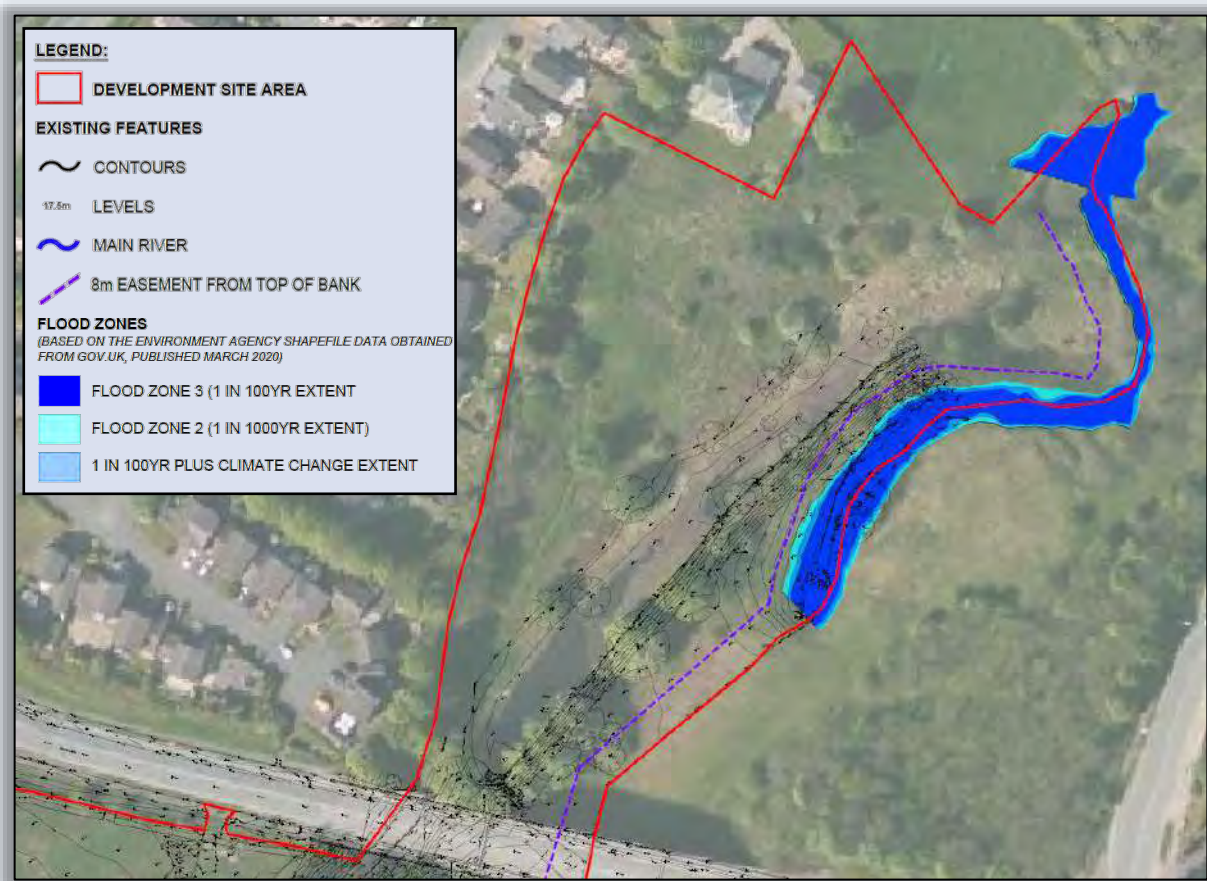 LEGEND:
DEVELOPMENT SITE AREA
EXISTING FEATURES
CONTOURS
17.5m LEVELS
MAIN RIVER
8m EASEMENT FROM TOP OF BANK
FLOOD ZONES
(BASED ON THE ENVIRONMENT AGENCY SHAPEFILE DATA OBTAINED
FROM GOV.UK, PUBLISHED MARCH 2020)
FLOOD ZONE 3 (1 IN 100YR EXTENT
FLOOD ZONE 2 (1 IN 1000YR EXTENT)
1 IN 100YR PLUS CLIMATE CHANGE EXTENT